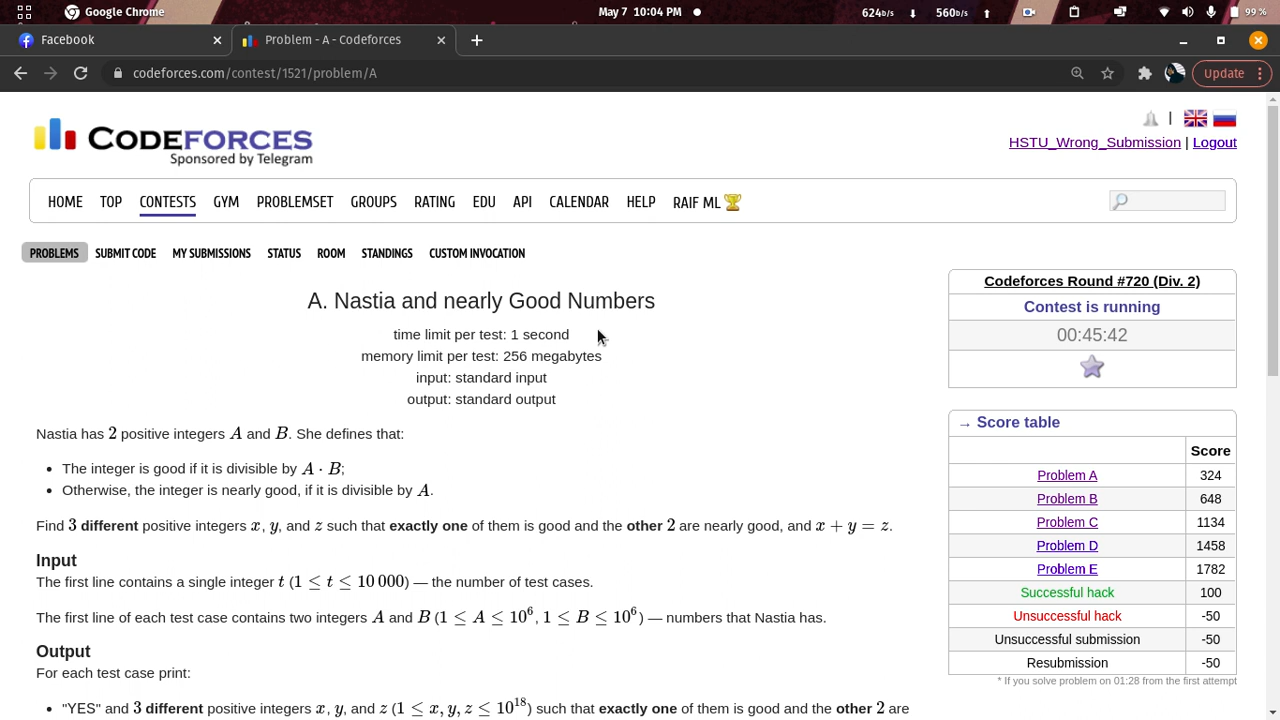 Google Chrome
May 7 10:04 PM
624b/s
560b/s
99 %
Facebook
Problem - A - Codeforces
codeforces.com/contest/1521/problem/A
Update
CODEFORCES
Sponsored by Telegram
HSTU_Wrong_Submission | Logout
HOME TOP CONTESTS GYM PROBLEMSET GROUPS RATING EDU API CALENDAR HELP RAIF ML
PROBLEMS SUBMIT CODE MY SUBMISSIONS STATUS ROOM STANDINGS CUSTOM INVOCATION
A. Nastia and nearly Good Numbers
time limit per test: 1 second
memory limit per test: 256 megabytes
input: standard input
output: standard output
Nastia has 2 positive integers A and B. She defines that:
• The integer is good if it is divisible by A · B;
• Otherwise, the integer is nearly good, if it is divisible by A.
Find 3 different positive integers x, y, and z such that exactly one of them is good and the other 2 are nearly good, and x + y = z.
Input
The first line contains a single integer t (1 ≤ t ≤ 10 000) — the number of test cases.
The first line of each test case contains two integers A and B (1 ≤ A ≤ 10^6, 1 ≤ B ≤ 10^6) — numbers that Nastia has.
Output
For each test case print:
• "YES" and 3 different positive integers x, y, and z (1 ≤ x, y, z ≤ 10^18) such that exactly one of them is good and the other 2 are
Codeforces Round #720 (Div. 2)
Contest is running
00:45:42
→ Score table
Score
Problem A 324
Problem B 648
Problem C 1134
Problem D 1458
Problem E 1782
Successful hack 100
Unsuccessful hack -50
Unsuccessful submission -50
Resubmission -50
* If you solve problem on 01:28 from the first attempt